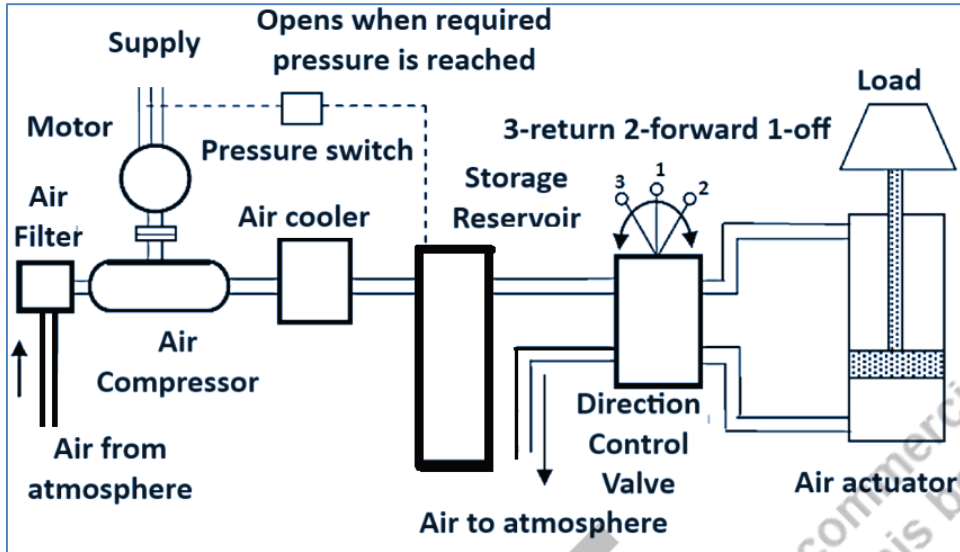 Supply
Opens when required
pressure is reached
Load
Motor
Pressure switch
3-return 2-forward 1-off
Air
Filter
Air cooler
Storage
Reservoir
3
1
2
Air
Compressor
Direction
Control
Valve
Air from
atmosphere
Air to atmosphere
Air actuator
commerci
his b